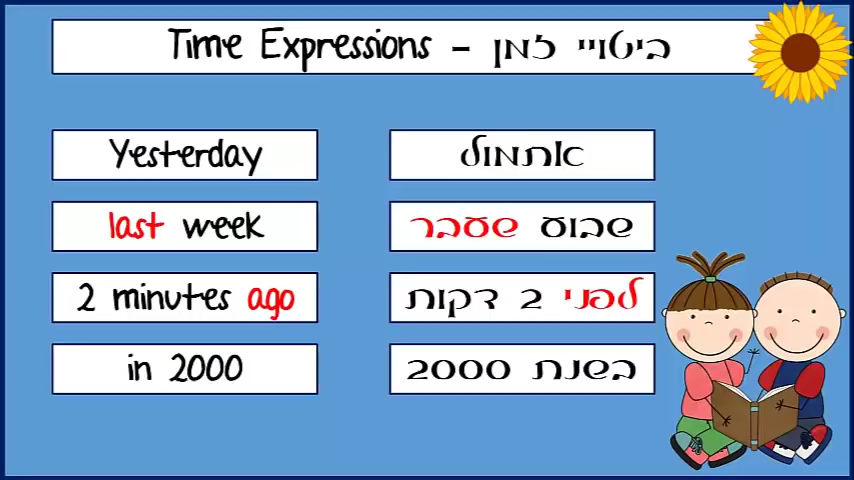 Time Expressions - ביטויי זמן
Yesterday
אתמול
last week
שבוע שעבר
2 minutes ago
לפני 2 דקות
in 2000
בשנת 2000